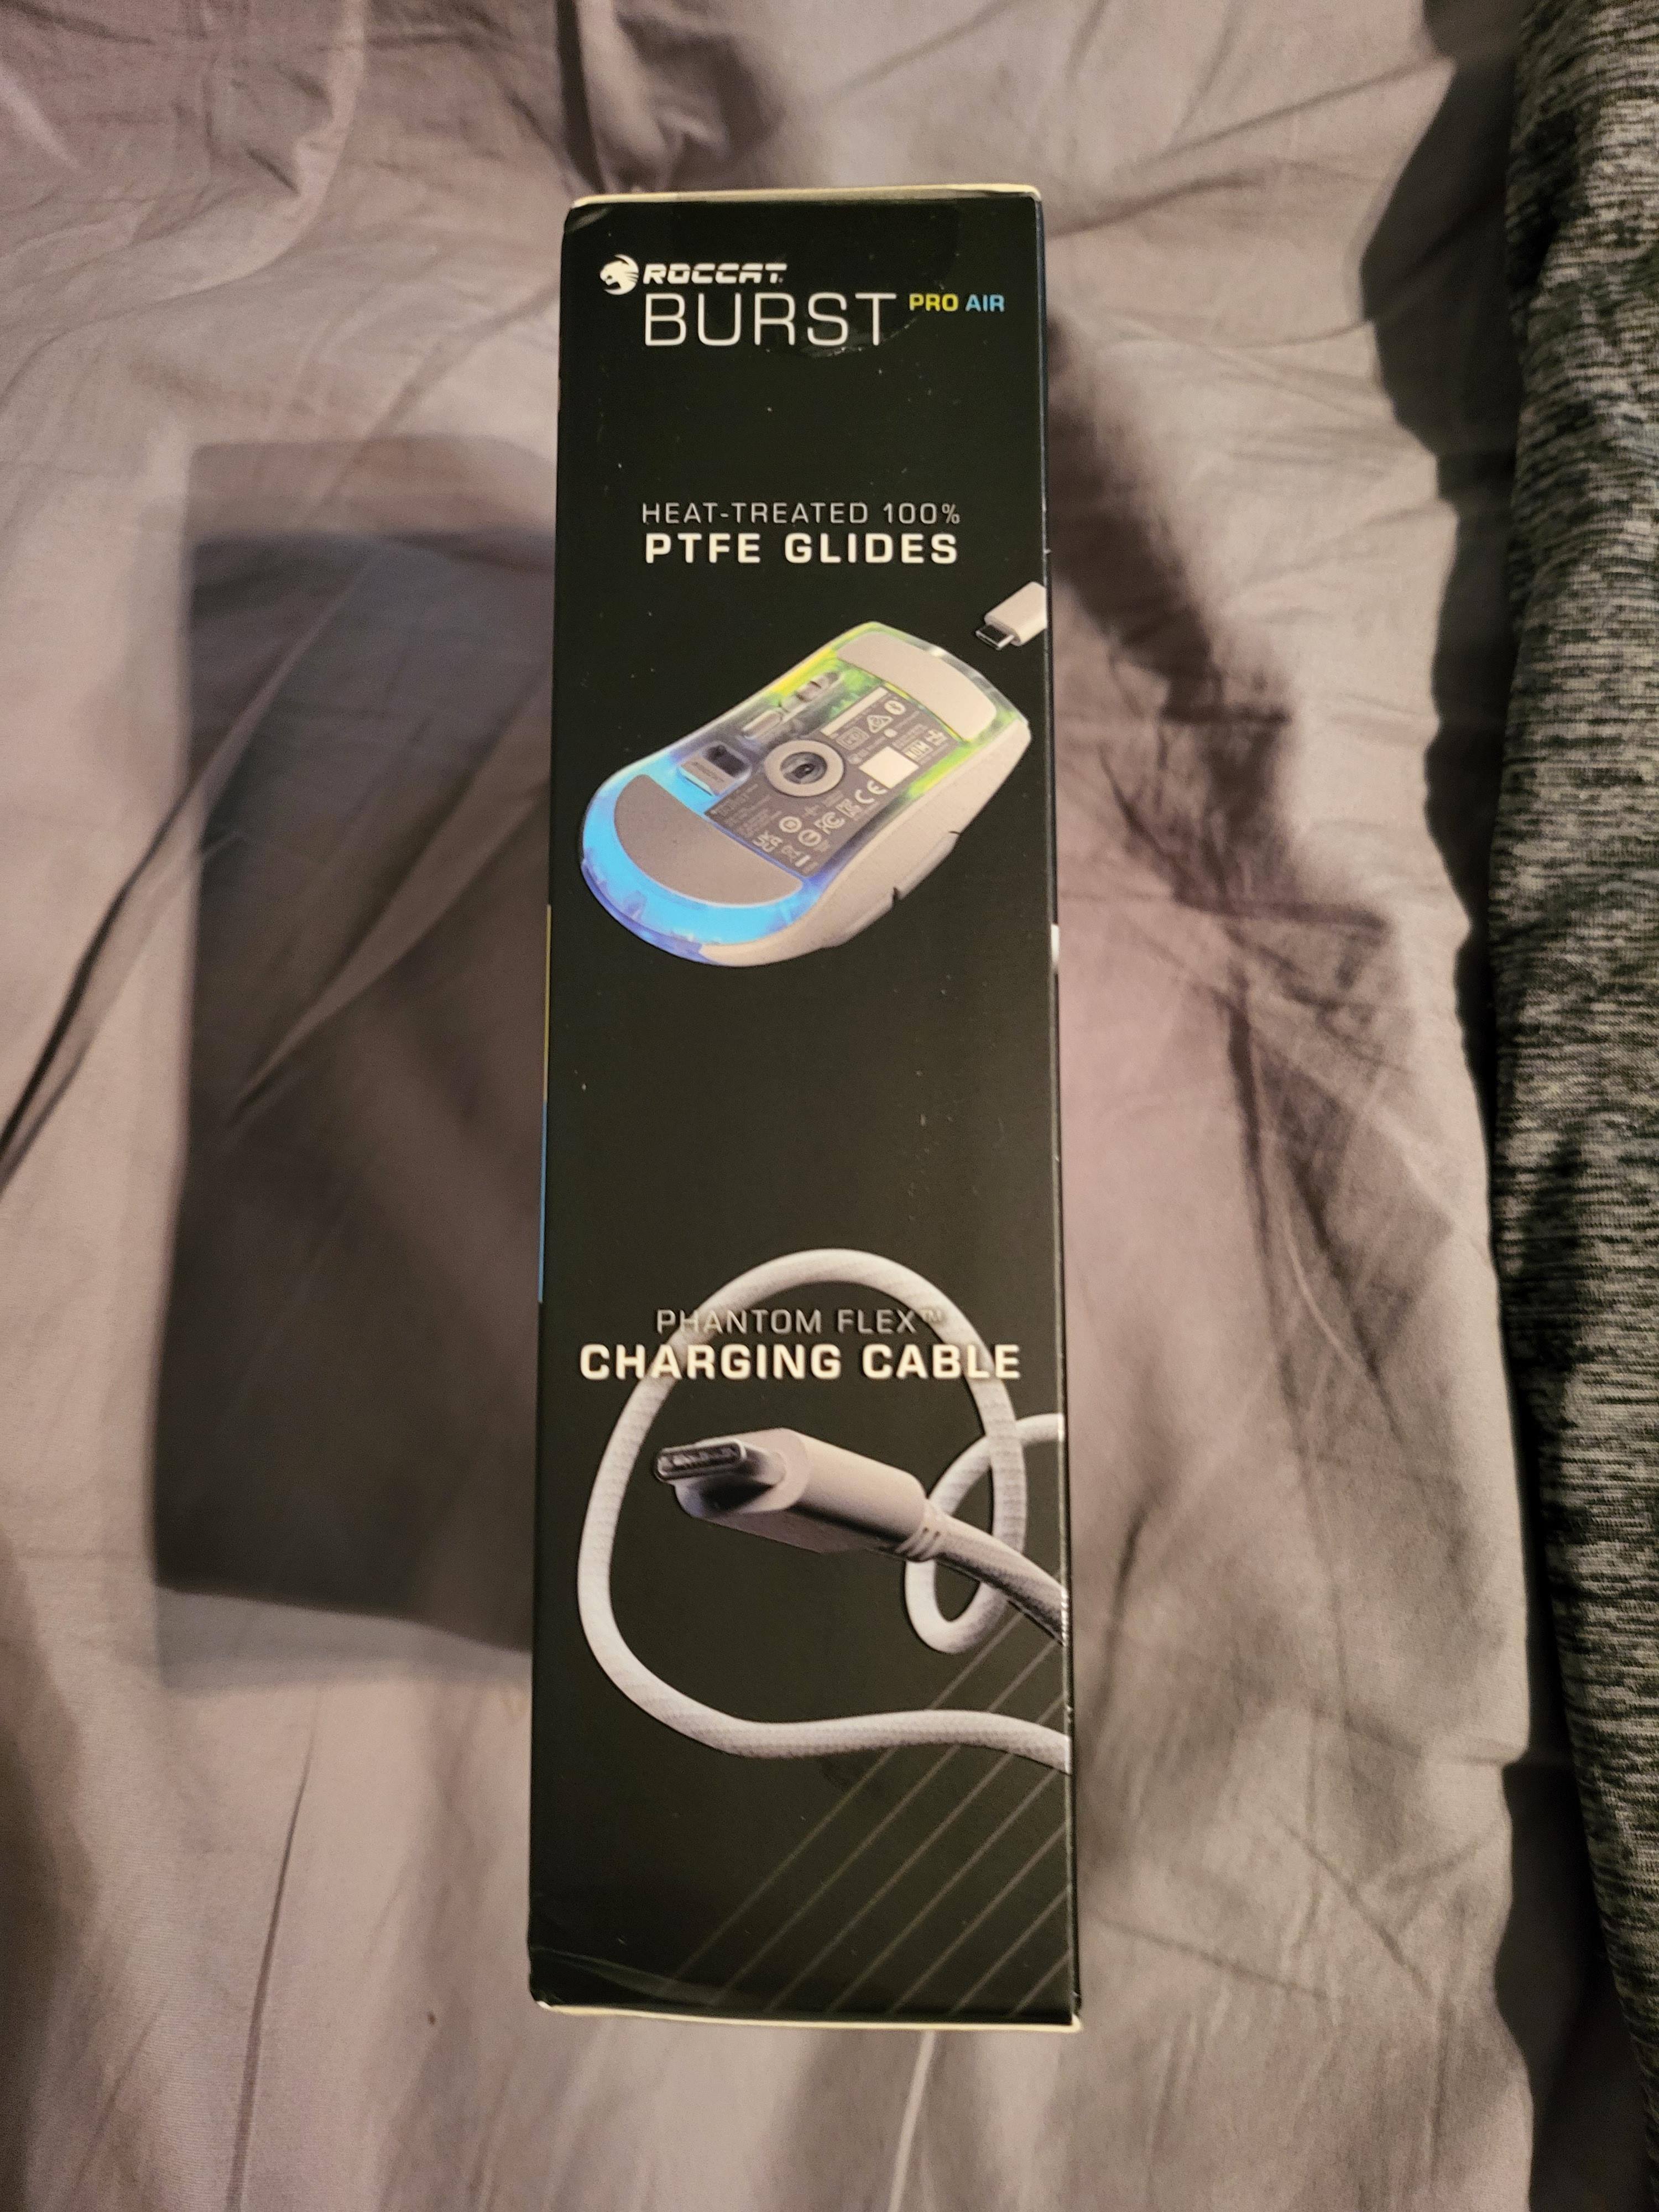 ROCCAT
BURST PRO AIR
HEAT-TREATED 100%
PTFE GLIDES
PHANTOM FLEX™
CHARGING CABLE